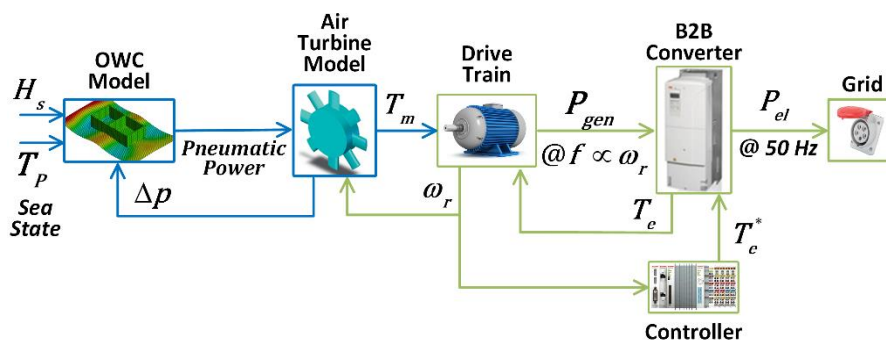 OWC
Model
Air
Turbine
Model
Drive
Train
B2B
Converter
Grid
H_s
T_P
Sea
State
Pneumatic
Power
Δp
T_m
ω_r
P_gen
@ f ∝ ω_r
T_e
P_el
@ 50 Hz
T_e^*
Controller